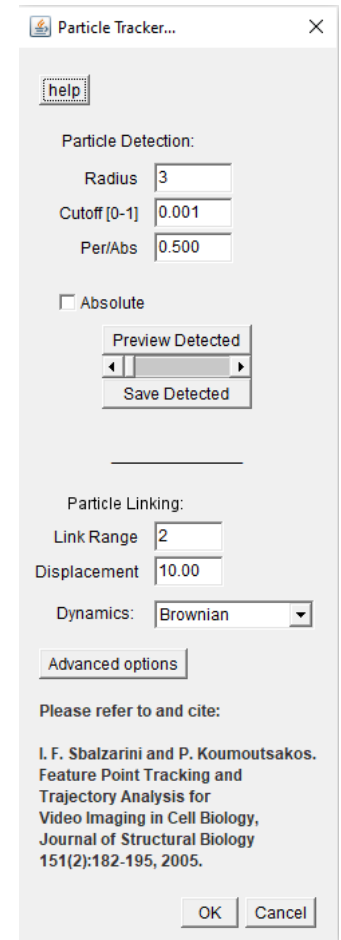 Particle Track er...
help
Particle Detection:
Radius 3
Cutoff [0-1] 0.001
Per/Abs 0.500
Absolute
Preview Detected
Save Detected
Particle Linking:
Link Range 2
Displacement 10.00
Dynamics: Brownian
Advanced options
Please refer to and cite:
I. F. Sbalzarini and P. Koumoutsakos.
Feature Point Tracking and
Trajectory Analysis for
Video Imaging in Cell Biology,
Journal of Structural Biology
151(2):182-195, 2005.
OK Cancel